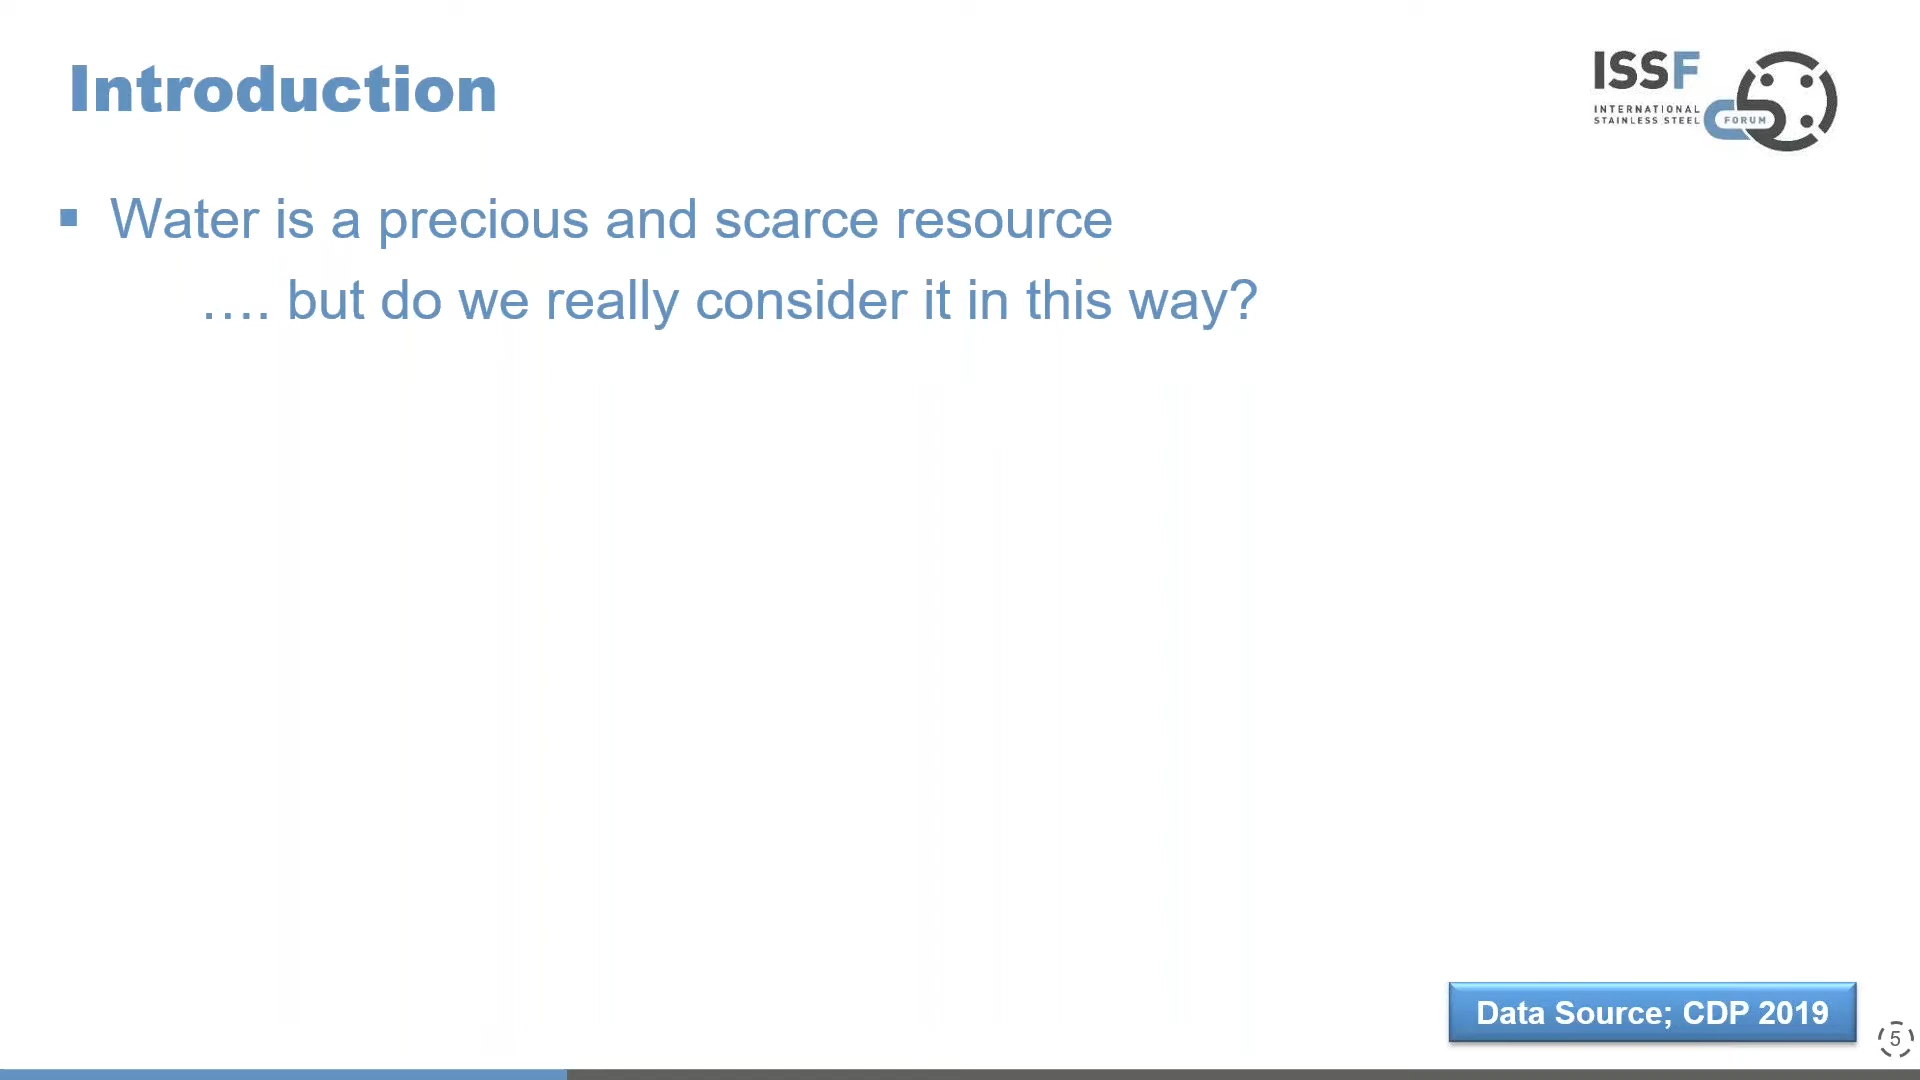 Introduction
ISSF
INTERNATIONAL
STAINLESS STEEL
FORUM
▪ Water is a precious and scarce resource
…. but do we really consider it in this way?
Data Source; CDP 2019
5